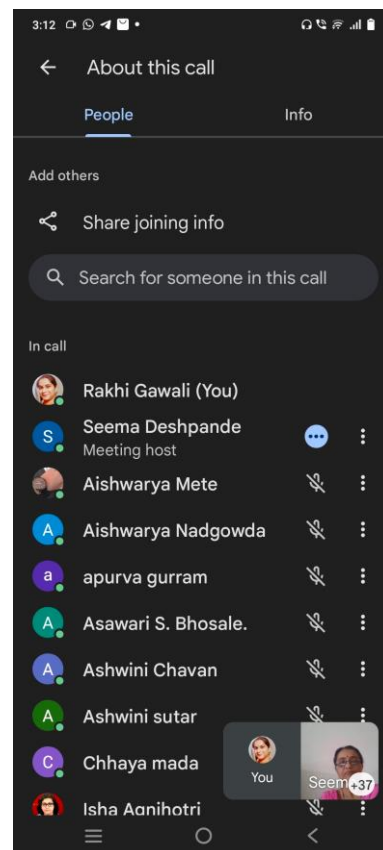 3:12
About this call
People Info
Add others
Share joining info
Search for someone in this call
In call
Rakhi Gawali (You)
S Seema Deshpande
Meeting host
Aishwarya Mete
A Aishwarya Nadgowda
a apurva gurram
A Asawari S. Bhosale.
A Ashwini Chavan
A Ashwini sutar
C Chhaya mada
You Seem +37
Isha Agnihotri